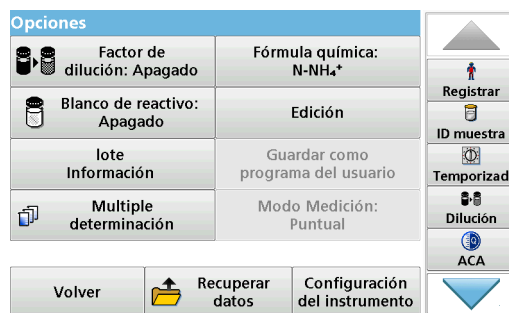 Opciones
Factor de
dilución: Apagado
Fórmula química:
N-NH₄⁺
Blanco de reactivo:
Apagado
Edición
lote
Información
Guardar como
programa del usuario
Multiple
determinación
Modo Medición:
Puntual
Volver
Recuperar
datos
Configuración
del instrumento
Registrar
ID muestra
Temporizad
Dilución
ACA